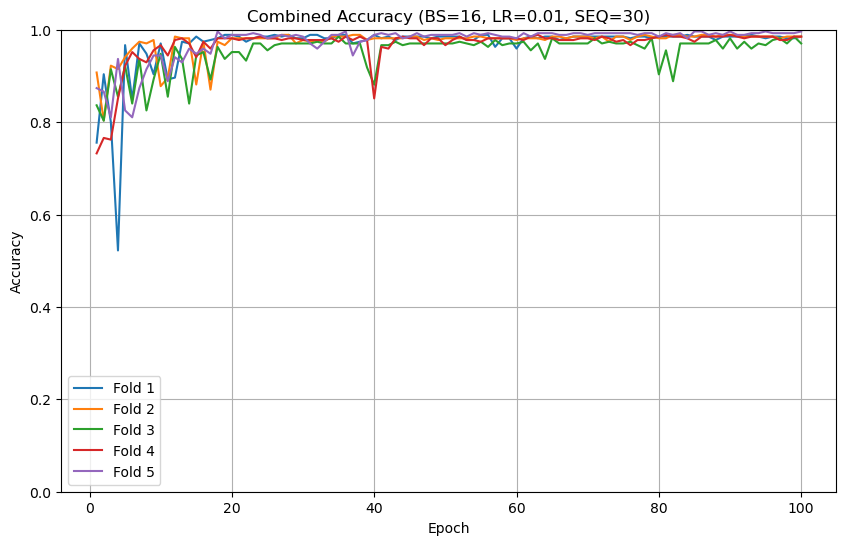 Combined Accuracy (BS=16, LR=0.01, SEQ=30)
1.0
0.8
0.6
0.4
0.2
0.0
Accuracy
Fold 1
Fold 2
Fold 3
Fold 4
Fold 5
0 20 40 60 80 100
Epoch